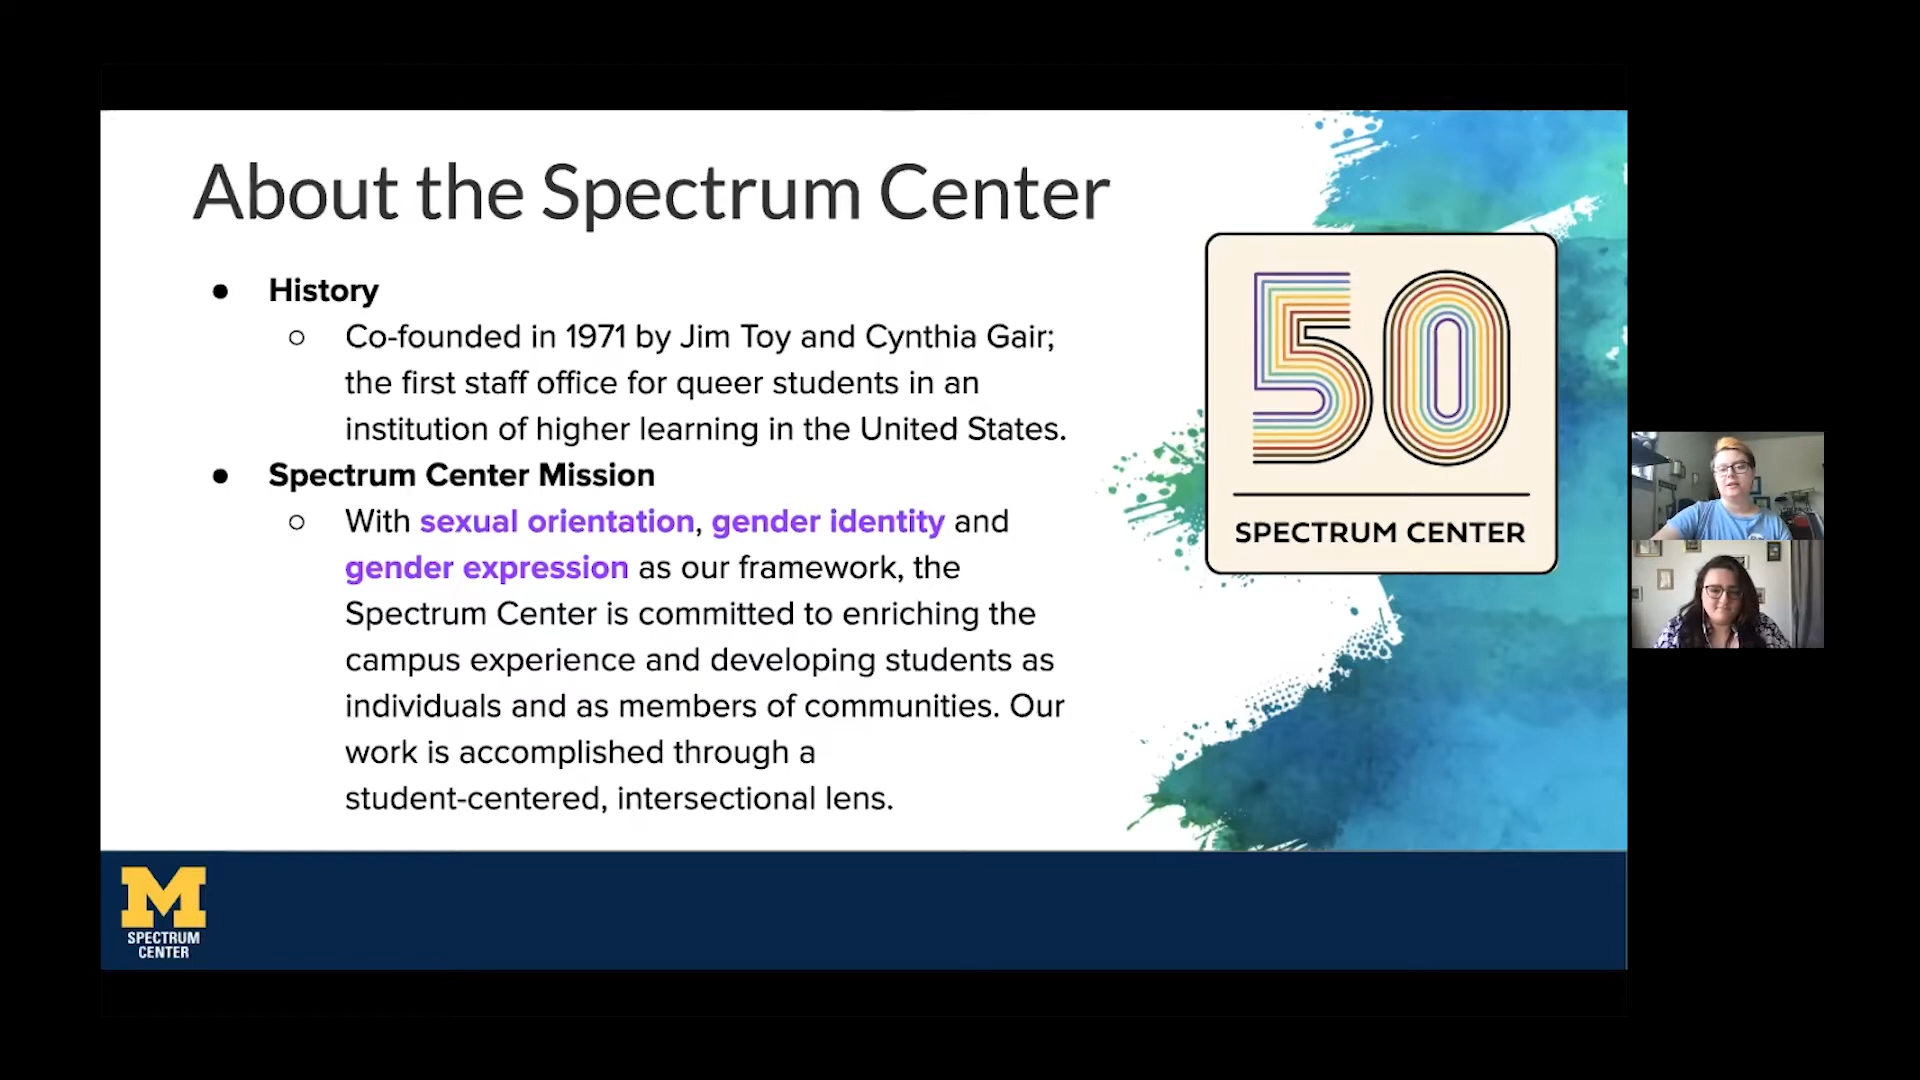 About the Spectrum Center
● History
○ Co-founded in 1971 by Jim Toy and Cynthia Gair;
the first staff office for queer students in an
institution of higher learning in the United States.
● Spectrum Center Mission
○ With sexual orientation, gender identity and
gender expression as our framework, the
Spectrum Center is committed to enriching the
campus experience and developing students as
individuals and as members of communities. Our
work is accomplished through a
student-centered, intersectional lens.
50
SPECTRUM CENTER
M
SPECTRUM
CENTER